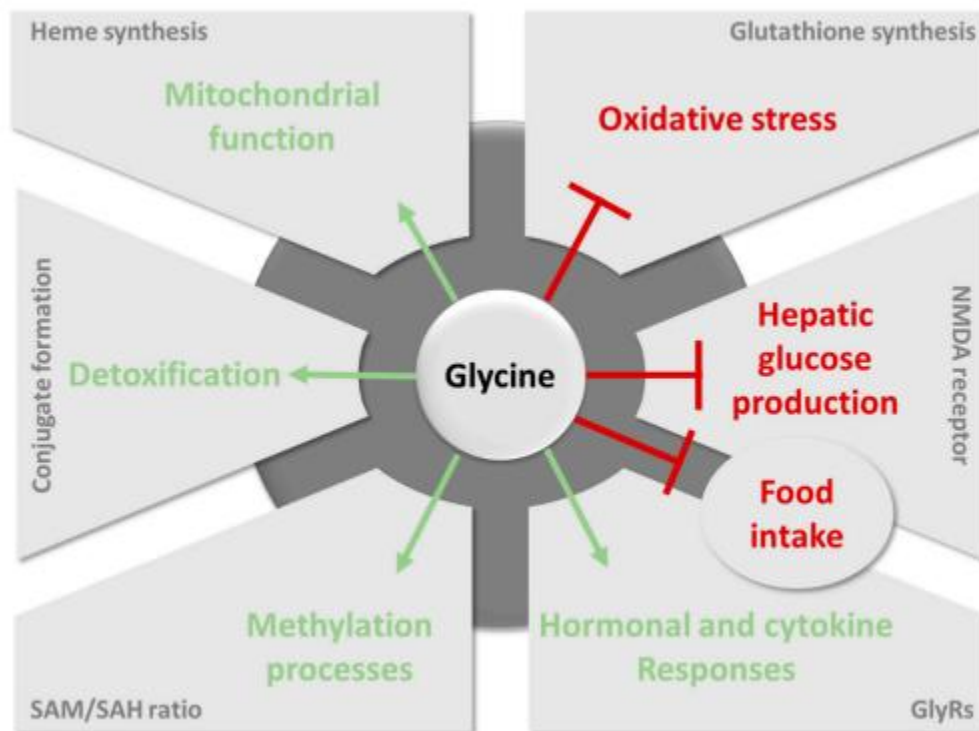 Heme synthesis
Glutathione synthesis
Mitochondrial
function
Oxidative stress
Conjugate formation
Detoxification
Glycine
Hepatic
glucose
production
NMDA receptor
Food
intake
Methylation
processes
Hormonal and cytokine
Responses
SAM/SAH ratio
GlyRs